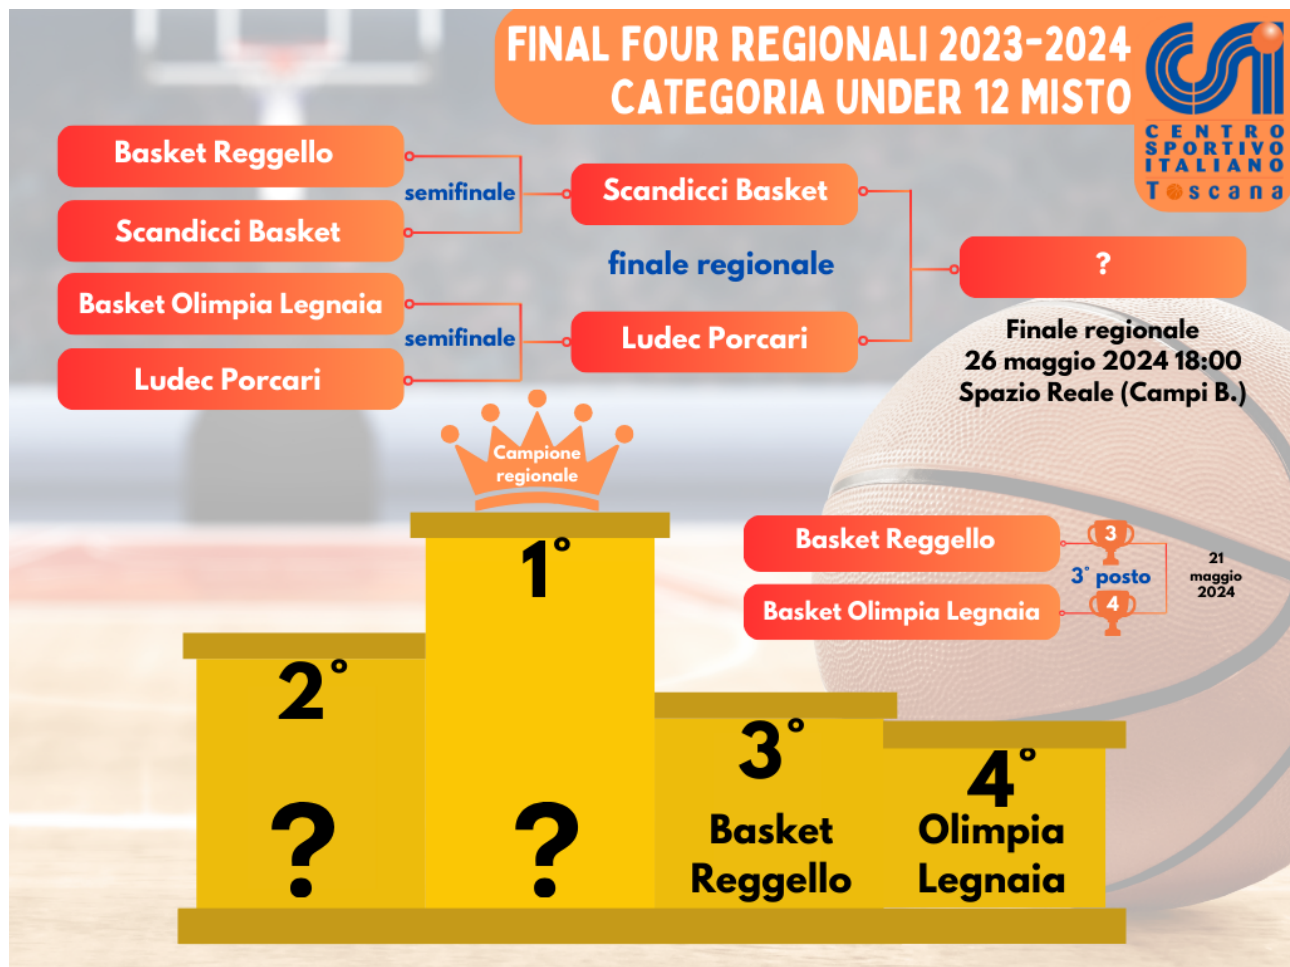 FINAL FOUR REGIONALI 2023-2024
CATEGORIA UNDER 12 MISTO
CENTRO
SPORTIVO
ITALIANO
Toscana
Basket Reggello
semifinale
Scandicci Basket
Basket Olimpia Legnaia
semifinale
Ludec Porcari
Scandicci Basket
finale regionale
Ludec Porcari
?
Finale regionale
26 maggio 2024 18:00
Spazio Reale (Campi B.)
Campione
regionale
Basket Reggello
3
3° posto
Basket Olimpia Legnaia
4
21
maggio
2024
1°
?
2°
?
3°
Basket
Reggello
4°
Olimpia
Legnaia